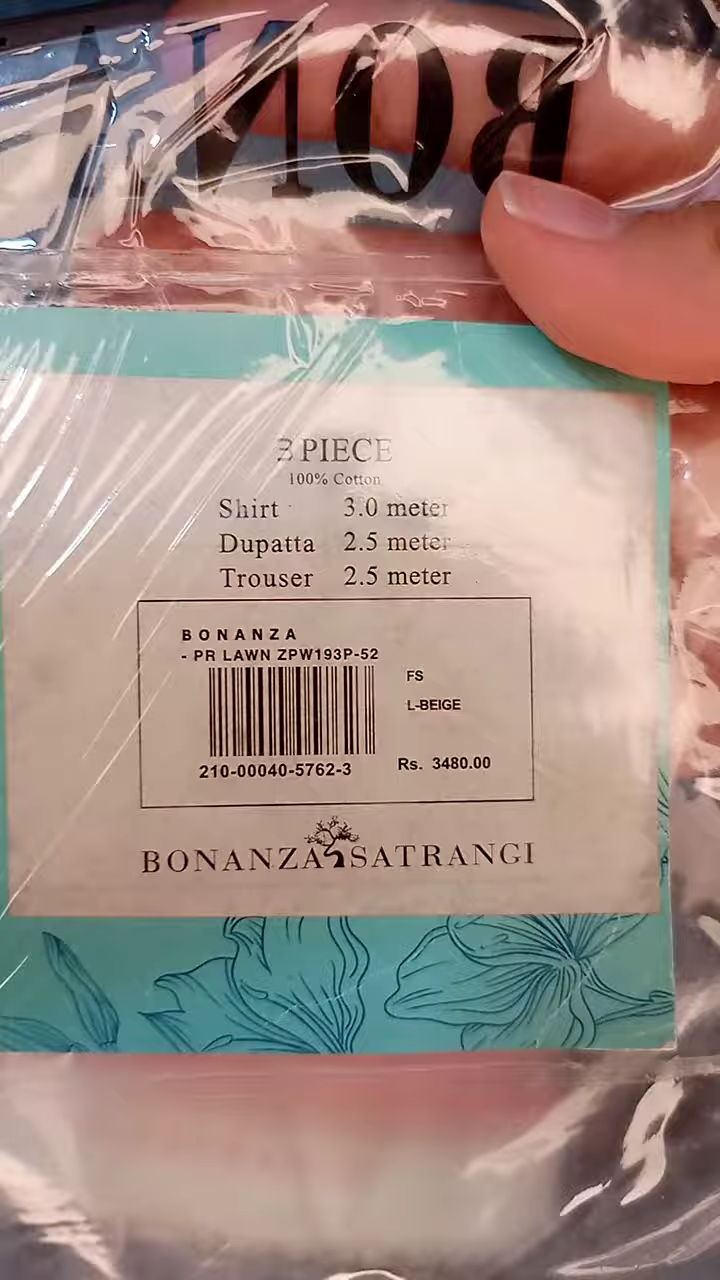 BONA
3 PIECE
100% Cotton
Shirt 3.0 meter
Dupatta 2.5 meter
Trouser 2.5 meter
BONANZA
- PR LAWN ZPW193P-52
FS
L-BEIGE
210-00040-5762-3 Rs. 3480.00
BONANZA SATRANGI